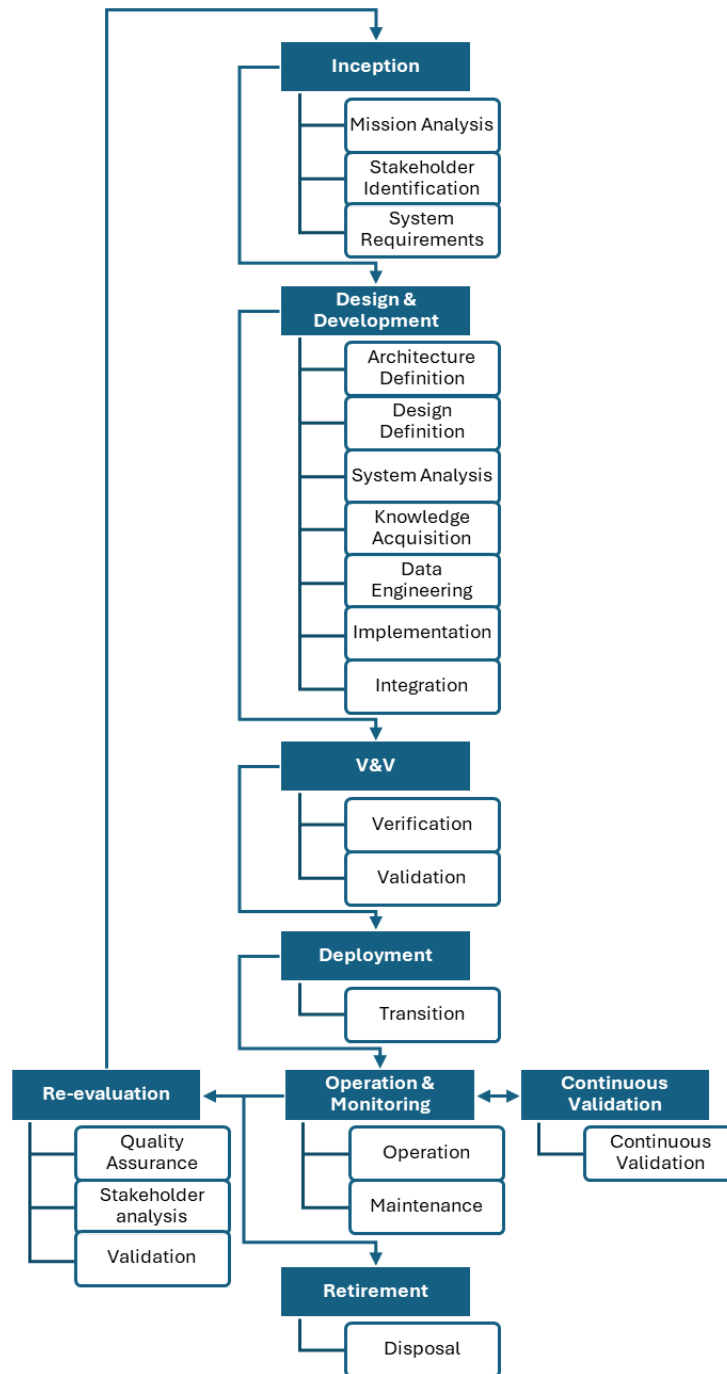 Inception
Mission Analysis
Stakeholder
Identification
System
Requirements
Design &
Development
Architecture
Definition
Design
Definition
System Analysis
Knowledge
Acquisition
Data
Engineering
Implementation
Integration
V&V
Verification
Validation
Deployment
Transition
Re-evaluation
Quality
Assurance
Stakeholder
analysis
Validation
Operation &
Monitoring
Operation
Maintenance
Continuous
Validation
Continuous
Validation
Retirement
Disposal